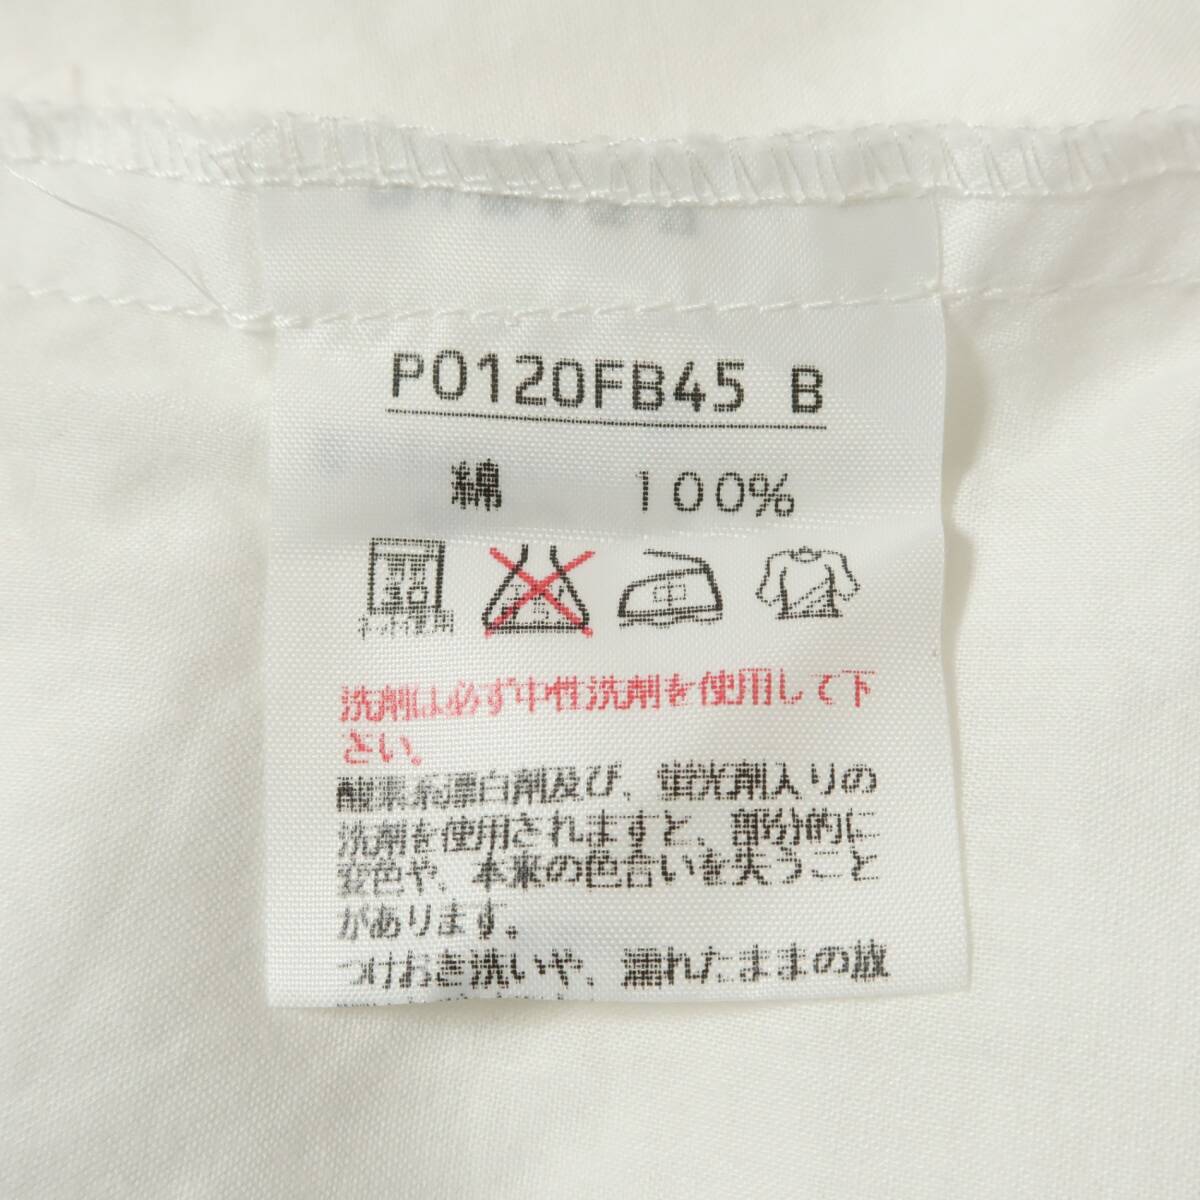 P0120FB45 B
綿 100%
ネット使用
中
洗剤は必ず中性洗剤を使用して下
さい。
酸素系漂白剤及び、蛍光剤入りの
洗剤を使用されますと、部分的に
変色や、本来の色合いを失うこと
があります。
つけおき洗いや、濡れたままの放